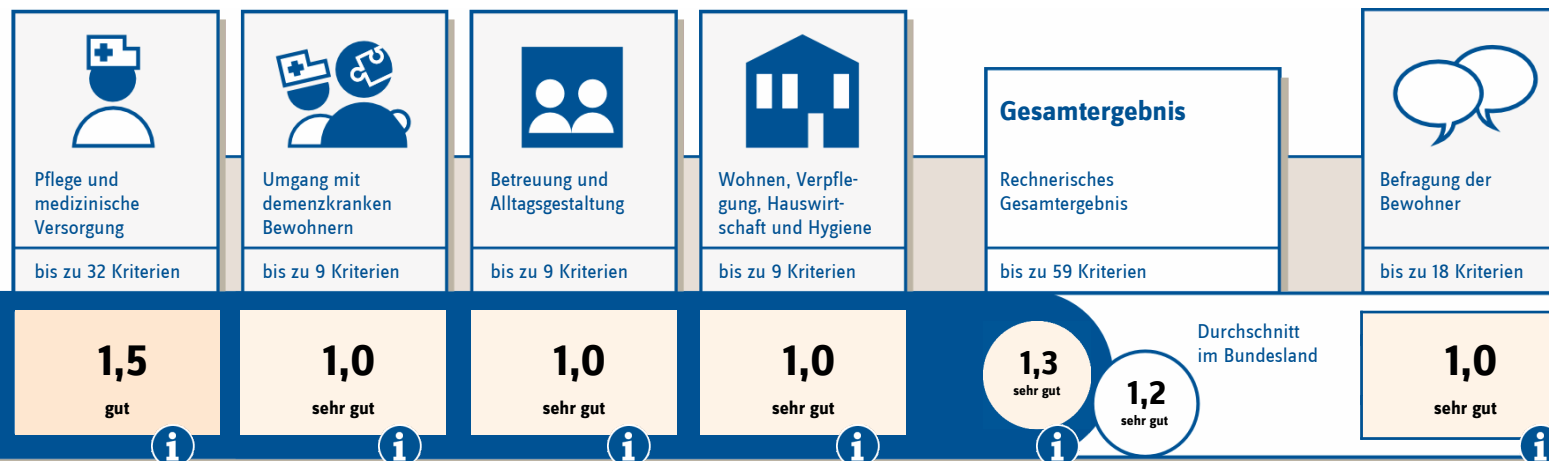 Pflege und
medizinische
Versorgung
bis zu 32 Kriterien
1,5
gut
i
Umgang mit
demenzkranken
Bewohnern
bis zu 9 Kriterien
1,0
sehr gut
i
Betreuung und
Alltagsgestaltung
bis zu 9 Kriterien
1,0
sehr gut
i
Wohnen, Verpfle-
gung, Hauswirt-
schaft und Hygiene
bis zu 9 Kriterien
1,0
sehr gut
i
Gesamtergebnis
Rechnerisches
Gesamtergebnis
bis zu 59 Kriterien
1,3
sehr gut
i
Durchschnitt
im Bundesland
1,2
sehr gut
Befragung der
Bewohner
bis zu 18 Kriterien
1,0
sehr gut
i